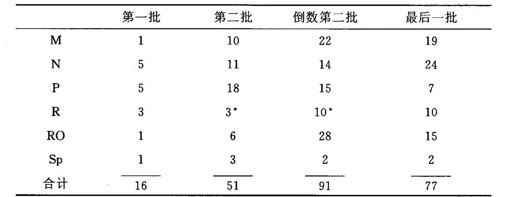 第一批 第二批 倒数第二批 最后一批
M 1 10 22 19
N 5 11 14 24
P 5 18 15 7
R 3 3* 10* 10
RO 1 6 28 15
Sp 1 3 2 2
合计 16 51 91 77